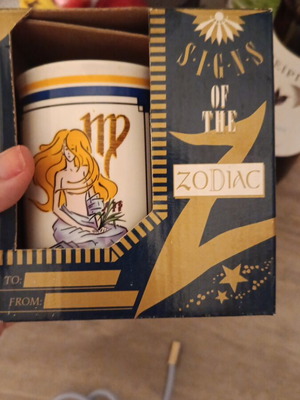 SIGNS
OF
THE
Z
ZODIAC
TO:
FROM: